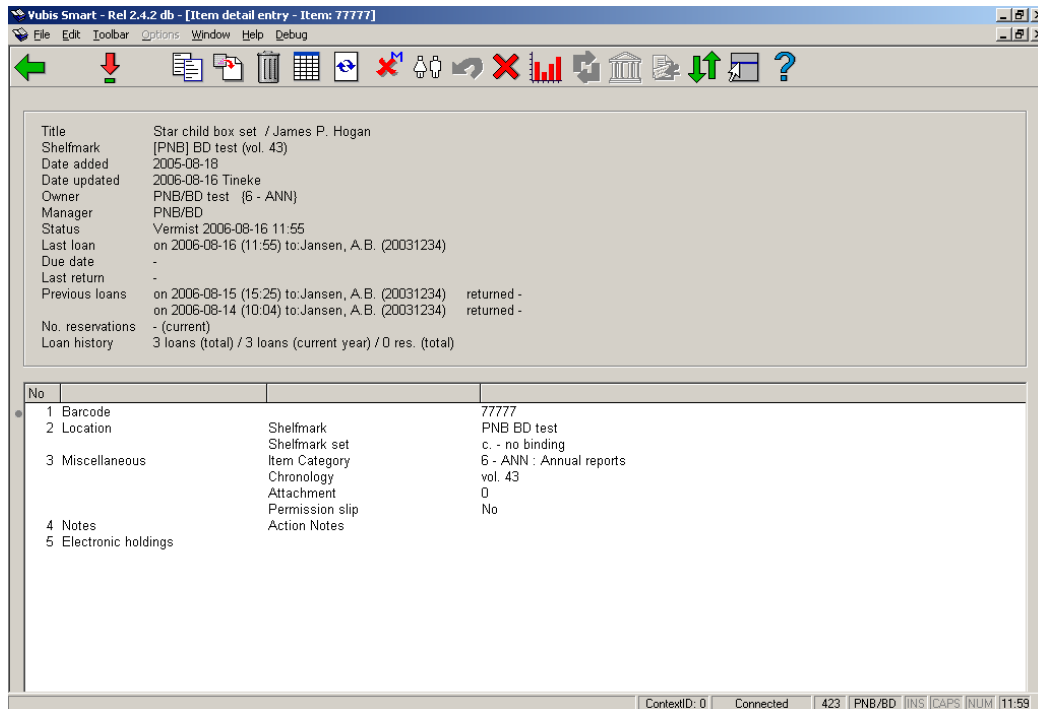 Vubis Smart - Rel 2.4.2 db - [Item detail entry - Item: 77777]
File Edit Toolbar Options Window Help Debug
M
?
Title Star child box set / James P. Hogan
Shelfmark [PNB] BD test (vol. 43)
Date added 2005-08-18
Date updated 2006-08-16 Tineke
Owner PNB/BD test {6 - ANN}
Manager PNB/BD
Status Vermist 2006-08-16 11:55
Last loan on 2006-08-16 (11:55) to:Jansen, A.B. (20031234)
Due date -
Last return -
Previous loans on 2006-08-15 (15:25) to:Jansen, A.B. (20031234) returned -
on 2006-08-14 (10:04) to:Jansen, A.B. (20031234) returned -
No. reservations - (current)
Loan history 3 loans (total) / 3 loans (current year) / 0 res. (total)
No
1 Barcode 77777
2 Location Shelfmark PNB BD test
Shelfmark set c. - no binding
3 Miscellaneous Item Category 6 - ANN : Annual reports
Chronology vol. 43
Attachment 0
Permission slip No
4 Notes Action Notes
5 Electronic holdings
ContextID: 0 Connected 423 PNB/BD INS CAPS NUM 11:59